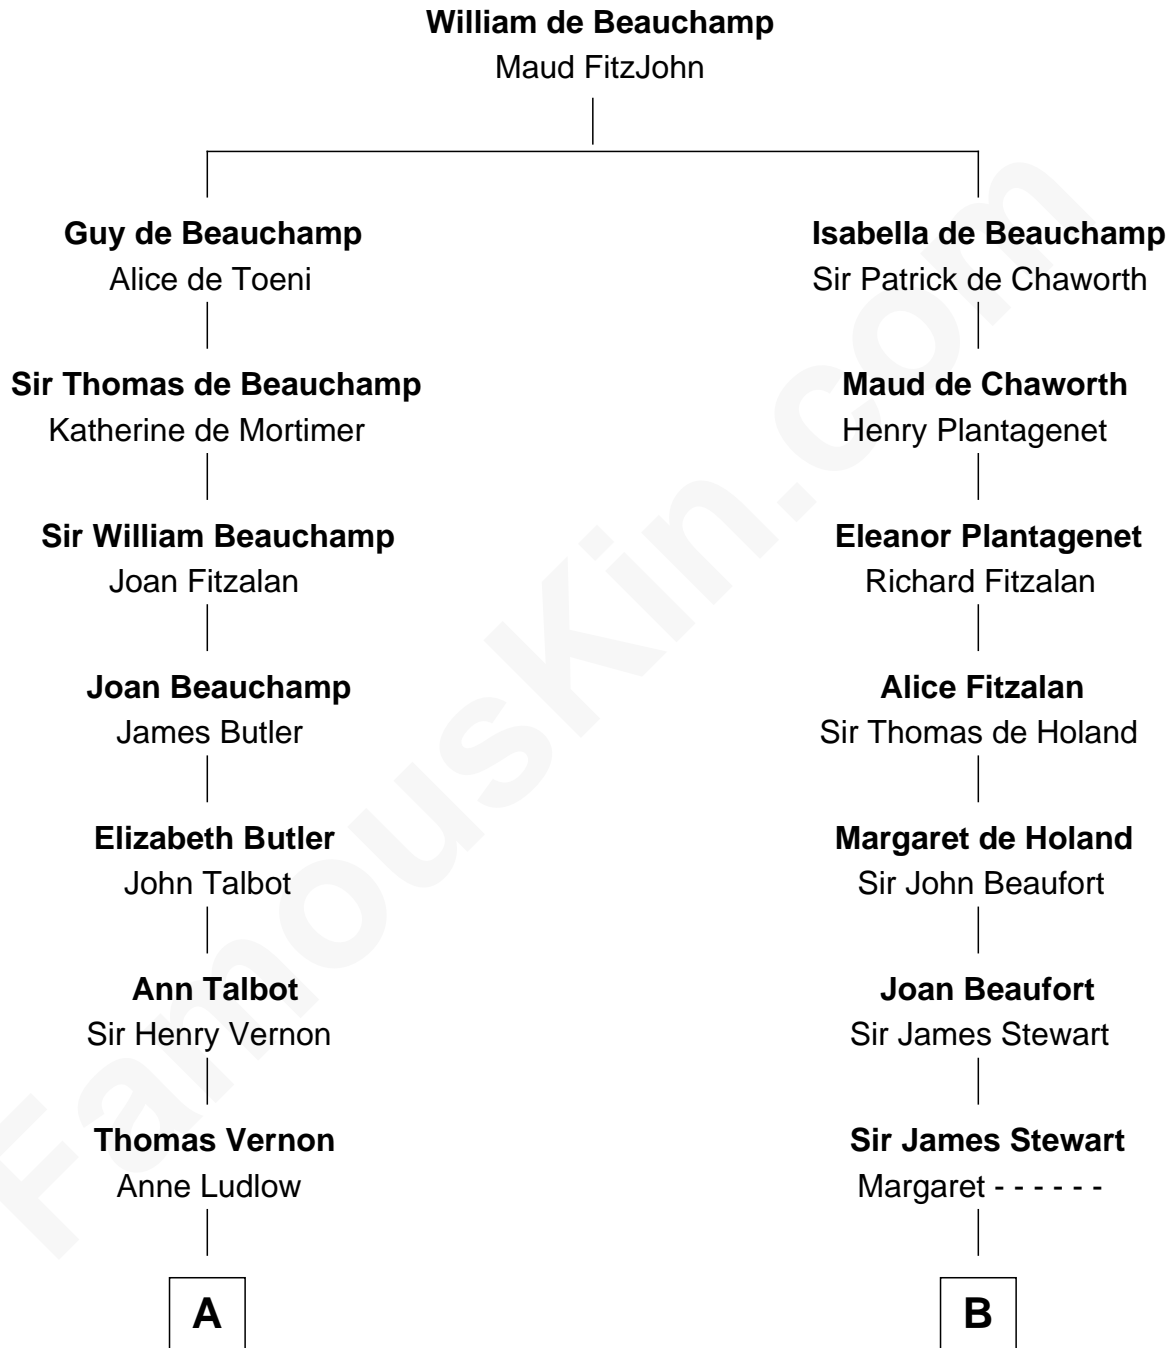 William de Beauchamp
Maud FitzJohn
Guy de Beauchamp
Alice de Toeni
Isabella de Beauchamp
Sir Patrick de Chaworth
Sir Thomas de Beauchamp
Katherine de Mortimer
Maud de Chaworth
Henry Plantagenet
Sir William Beauchamp
Joan Fitzalan
Eleanor Plantagenet
Richard Fitzalan
Joan Beauchamp
James Butler
Alice Fitzalan
Sir Thomas de Holand
Elizabeth Butler
John Talbot
Margaret de Holand
Sir John Beaufort
Ann Talbot
Sir Henry Vernon
Joan Beaufort
Sir James Stewart
Thomas Vernon
Anne Ludlow
Sir James Stewart
Margaret - - - - - -
A
B
FamousKin.com